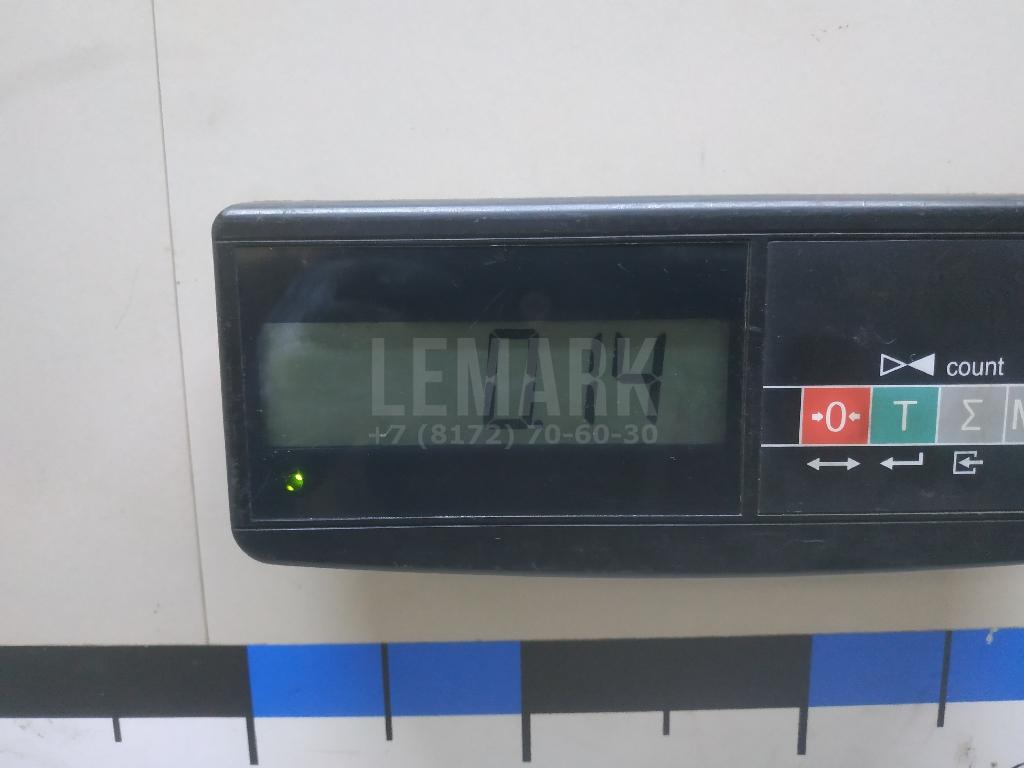 LEMARK
+7 (8172) 70-60-30
0.14
count
0 T Σ